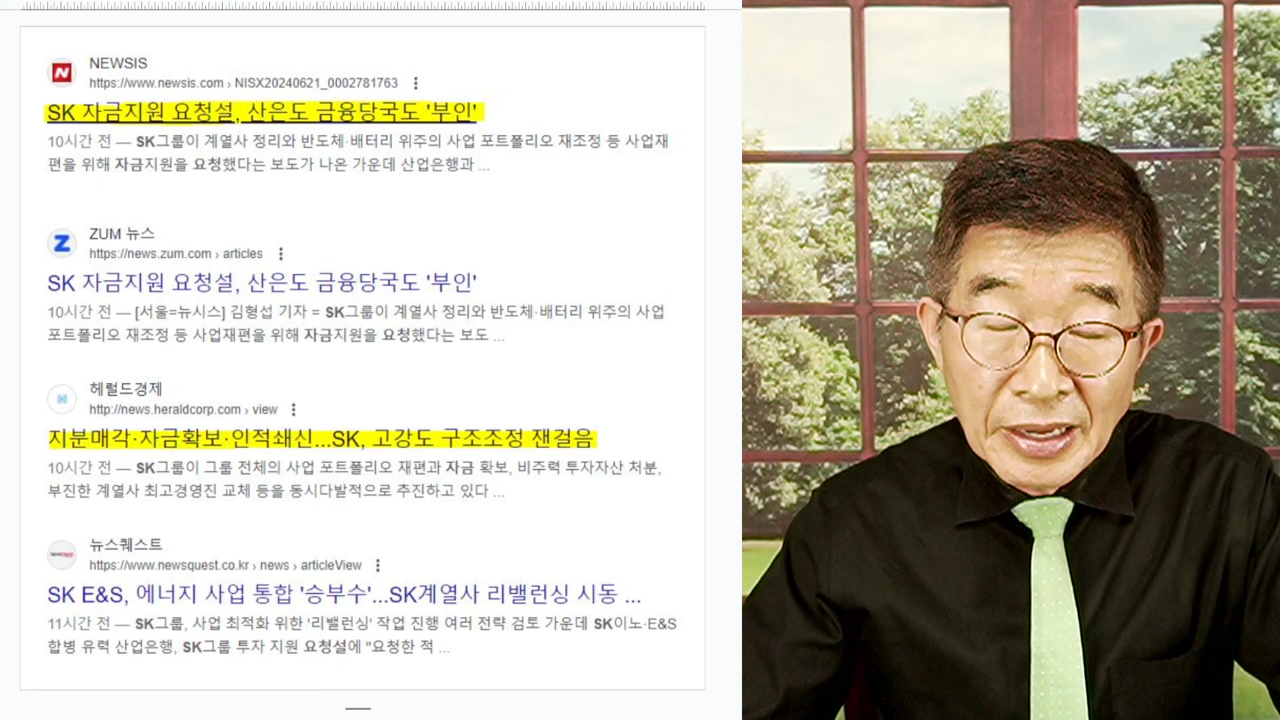 NEWSIS
https://www.newsis.com › NISX20240621_0002781763
SK 자금지원 요청설, 산은도 금융당국도 '부인'
10시간 전 — SK그룹이 계열사 정리와 반도체·배터리 위주의 사업 포트폴리오 재조정 등 사업재
편을 위해 자금지원을 요청했다는 보도가 나온 가운데 산업은행과 ...
ZUM 뉴스
https://news.zum.com › articles
SK 자금지원 요청설, 산은도 금융당국도 '부인'
10시간 전 — [서울=뉴시스] 김형섭 기자 = SK그룹이 계열사 정리와 반도체·배터리 위주의 사업
포트폴리오 재조정 등 사업재편을 위해 자금지원을 요청했다는 보도 ...
헤럴드경제
http://news.heraldcorp.com › view
지분매각·자금확보·인적쇄신...SK, 고강도 구조조정 잰걸음
10시간 전 — SK그룹이 그룹 전체의 사업 포트폴리오 재편과 자금 확보, 비주력 투자자산 처분,
부진한 계열사 최고경영진 교체 등을 동시다발적으로 추진하고 있다 ...
뉴스퀘스트
https://www.newsquest.co.kr › news › articleView
SK E&S, 에너지 사업 통합 '승부수'...SK계열사 리밸런싱 시동 ...
11시간 전 — SK그룹, 사업 최적화 위한 '리밸런싱' 작업 진행 여러 전략 검토 가운데 SK이노·E&S
합병 유력 산업은행, SK그룹 투자 지원 요청설에 "요청한 적 ...